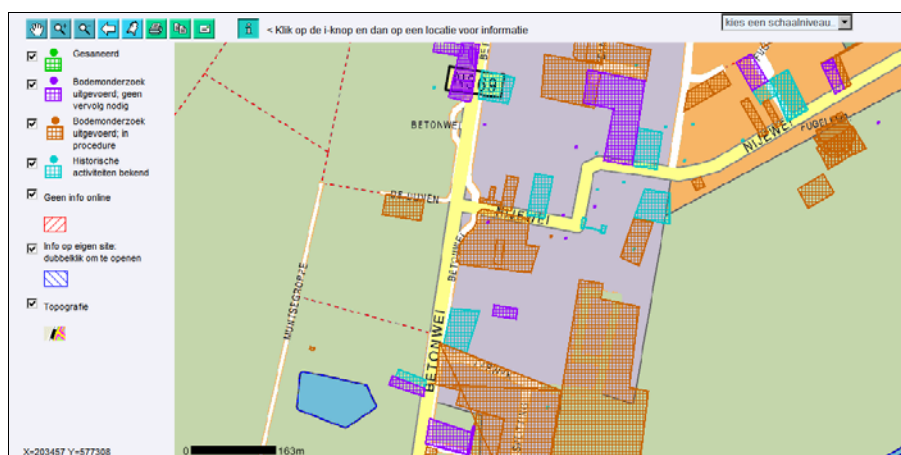 < Klik op de i-knop en dan op een locatie voor informatie
kies een schaalniveau..
Gesaneerd
Bodemonderzoek
uitgevoerd; geen
vervolg nodig
Bodemonderzoek
uitgevoerd; in
procedure
Historische
activiteiten bekend
Geen info online
Info op eigen site:
dubbelklik om te openen
Topografie
BETONWEI
NIJEWEI
NIJEWEI
BETONWEI
BETONWEI
X=203457 Y=577308
0
163m